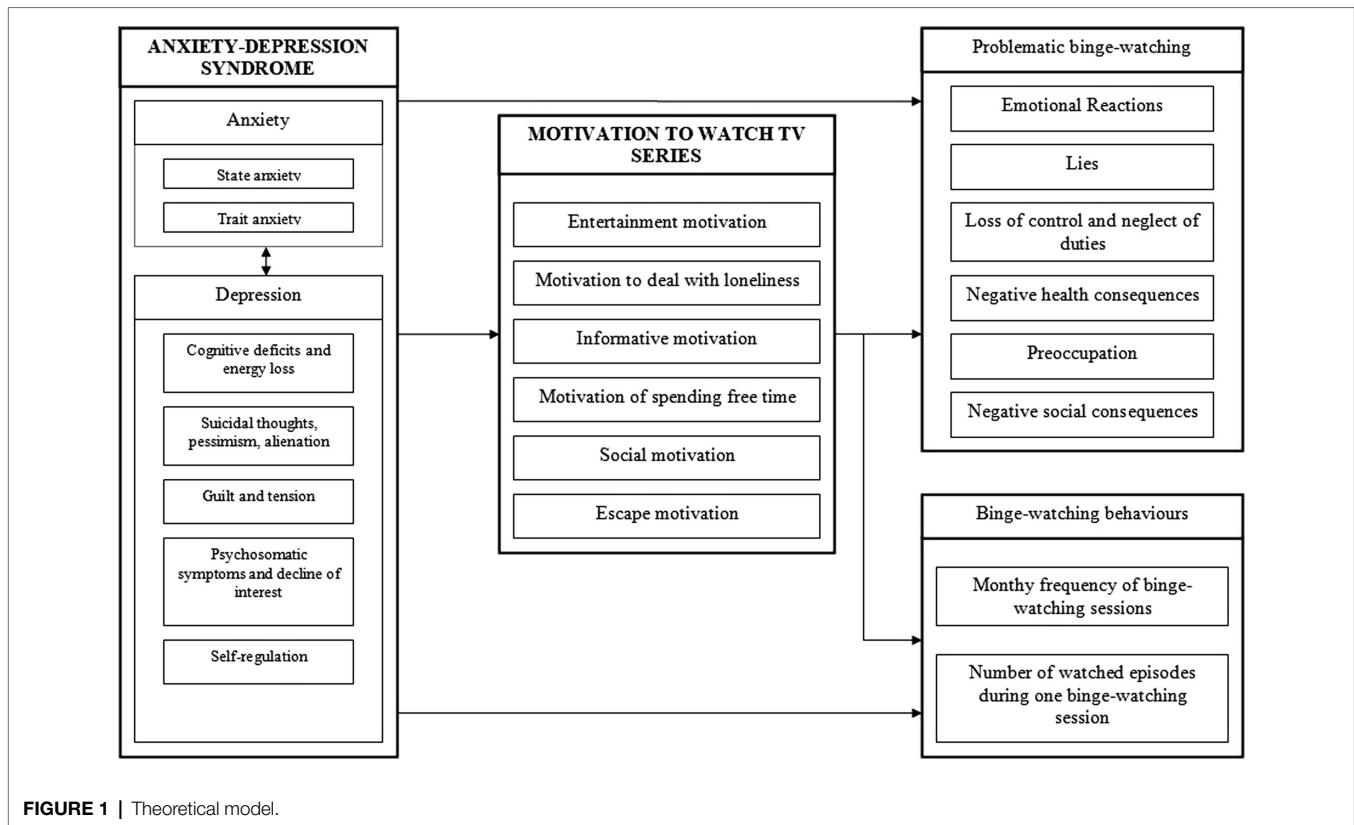 ANXIETY-DEPRESSION
SYNDROME
Anxiety
State anxiety
Trait anxiety
Depression
Cognitive deficits and
energy loss
Suicidal thoughts,
pessimism, alienation
Guilt and tension
Psychosomatic
symptoms and decline of
interest
Self-regulation
MOTIVATION TO WATCH TV
SERIES
Entertainment motivation
Motivation to deal with loneliness
Informative motivation
Motivation of spending free time
Social motivation
Escape motivation
Problematic binge-watching
Emotional Reactions
Lies
Loss of control and neglect of
duties
Negative health consequences
Preoccupation
Negative social consequences
Binge-watching behaviours
Monthy frequency of binge-
watching sessions
Number of watched episodes
during one binge-watching
session
FIGURE 1 | Theoretical model.